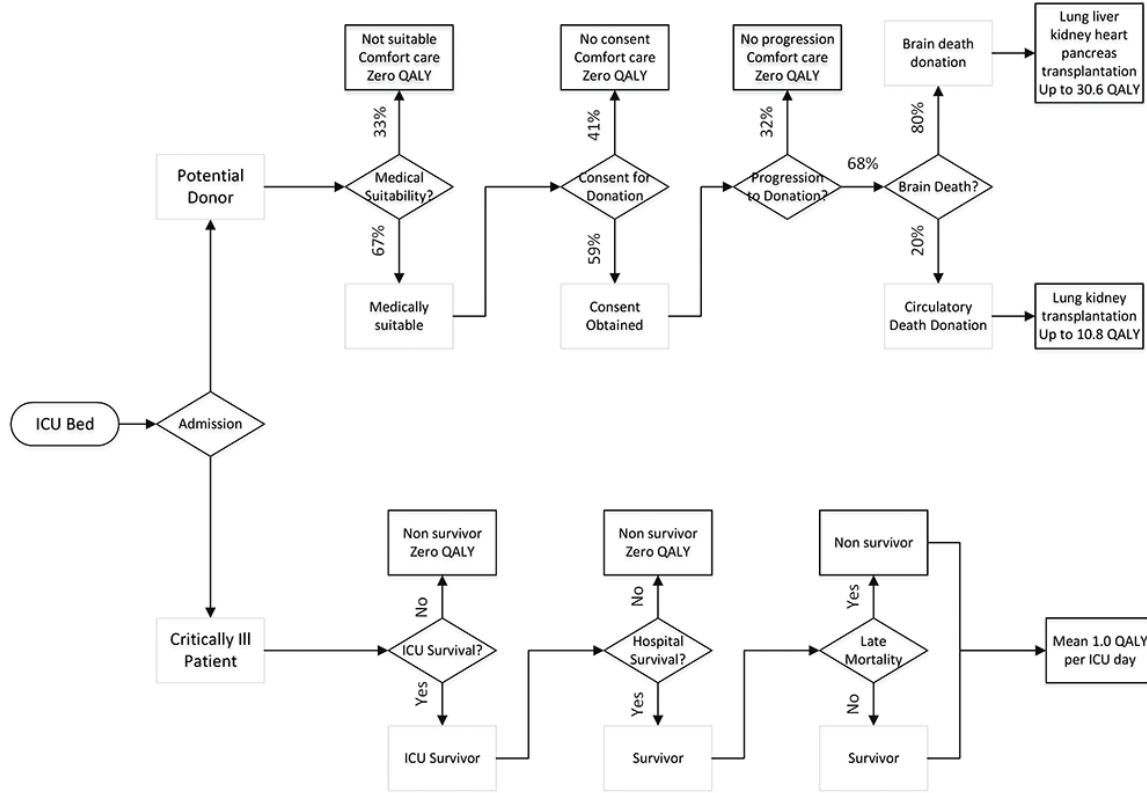 Not suitable
Comfort care
Zero QALY
No consent
Comfort care
Zero QALY
No progression
Comfort care
Zero QALY
Brain death
donation
Lung liver
kidney heart
pancreas
transplantation
Up to 30.6 QALY
33%
41%
32%
80%
Potential
Donor
Medical
Suitability?
Consent for
Donation
Progression
to Donation?
68%
Brain Death?
67%
59%
20%
Medically
suitable
Consent
Obtained
Circulatory
Death Donation
Lung kidney
transplantation
Up to 10.8 QALY
ICU Bed
Admission
Non survivor
Zero QALY
Non survivor
Zero QALY
Non survivor
No
No
Yes
Critically Ill
Patient
ICU Survival?
Hospital
Survival?
Late
Mortality
Mean 1.0 QALY
per ICU day
Yes
Yes
No
ICU Survivor
Survivor
Survivor